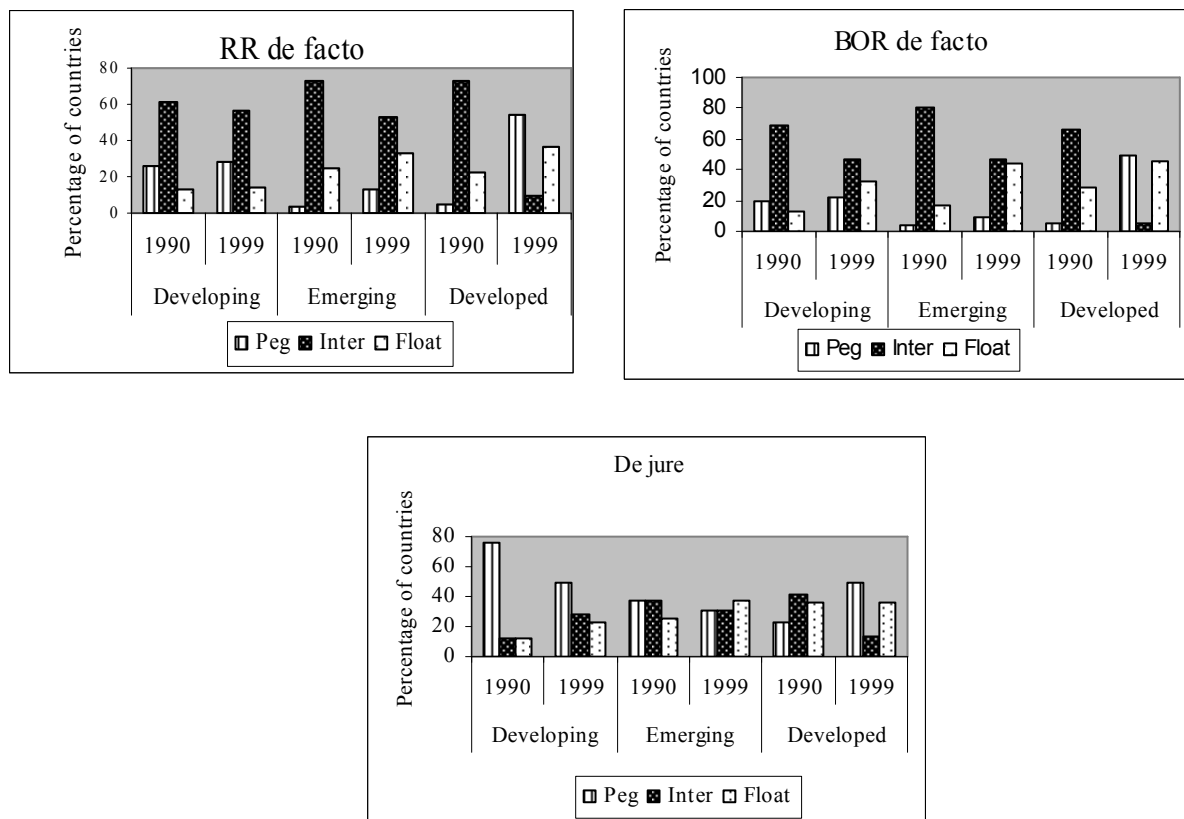 RR de facto
Percentage of countries
80
60
40
20
0
1990 1999 1990 1999 1990 1999
Developing Emerging Developed
Peg Inter Float
BOR de facto
Percentage of countries
100
80
60
40
20
0
1990 1999 1990 1999 1990 1999
Developing Emerging Developed
Peg Inter Float
De jure
Percentage of countries
80
60
40
20
0
1990 1999 1990 1999 1990 1999
Developing Emerging Developed
Peg Inter Float